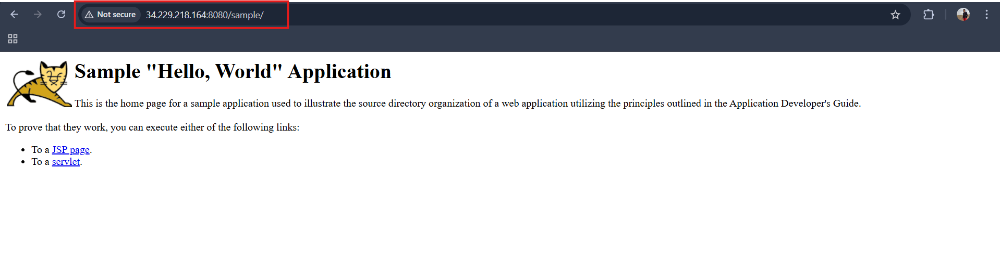 Not secure 34.229.218.164:8080/sample/
Sample "Hello, World" Application
This is the home page for a sample application used to illustrate the source directory organization of a web application utilizing the principles outlined in the Application Developer's Guide.
To prove that they work, you can execute either of the following links:
• To a JSP page.
• To a servlet.